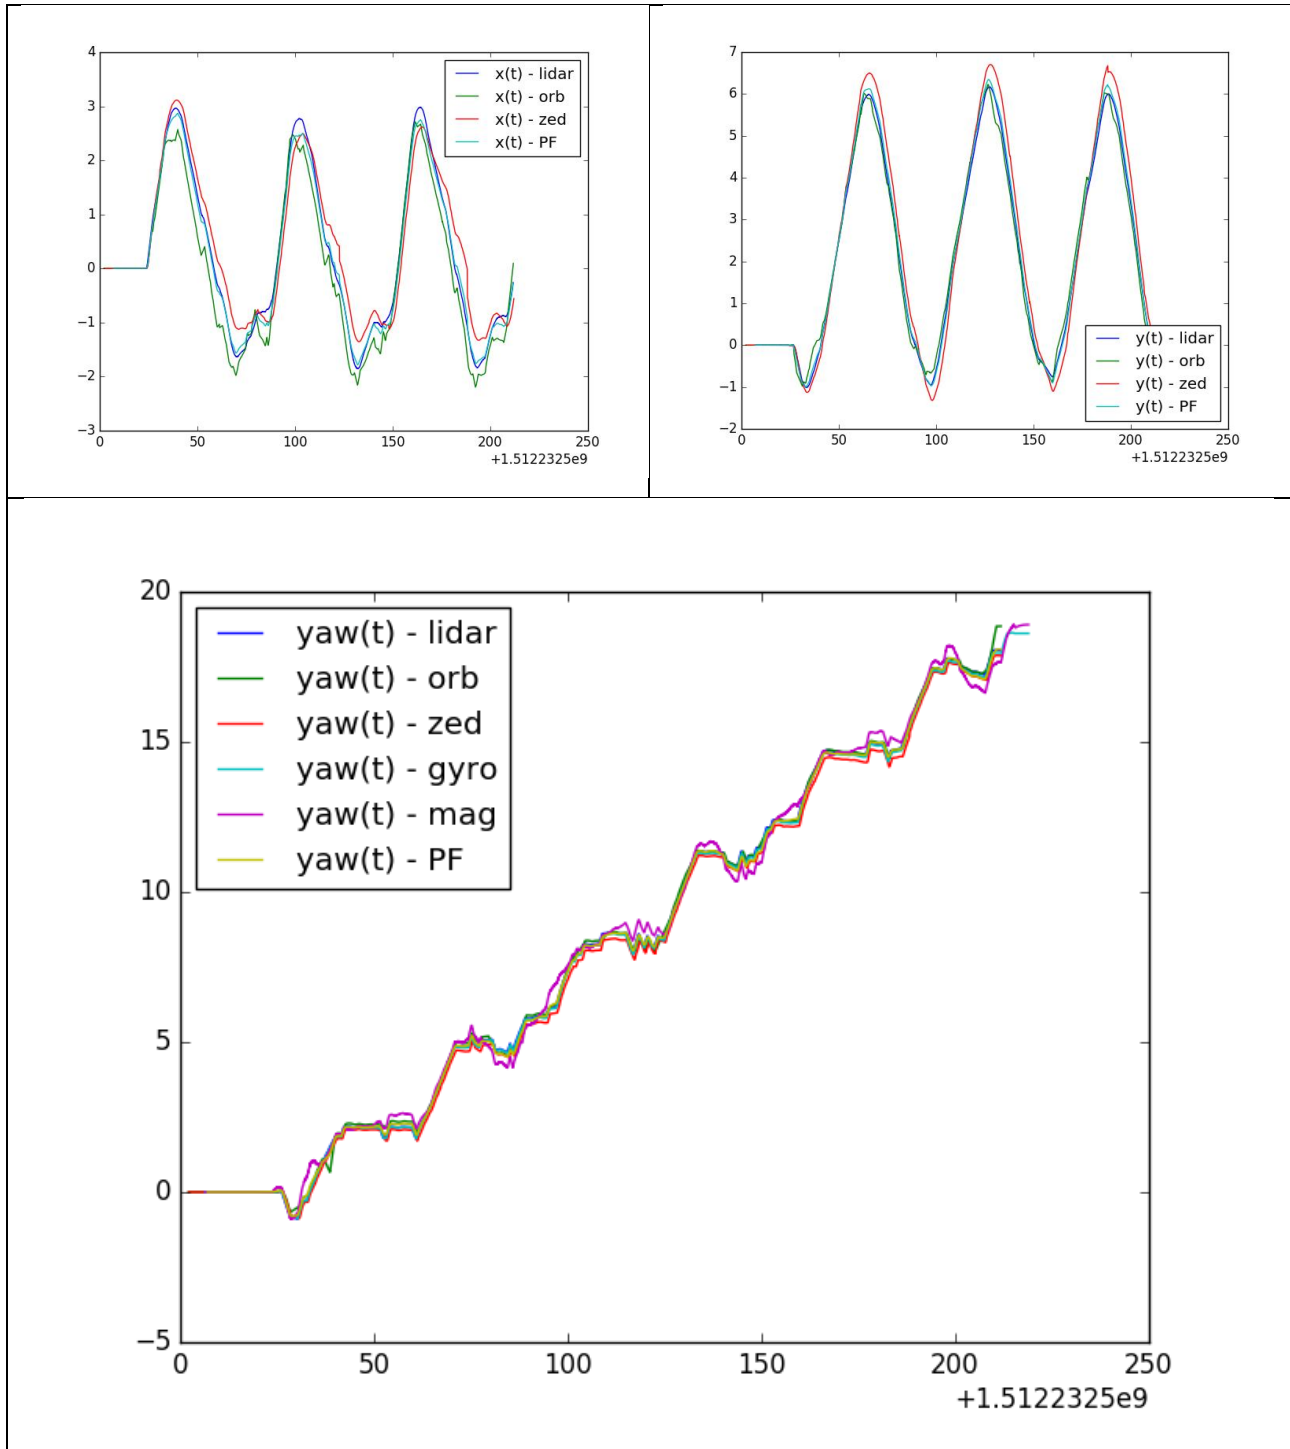 4
3
2
1
0
−1
−2
−3
x(t) - lidar
x(t) - orb
x(t) - zed
x(t) - PF
0 50 100 150 200 250
+1.5122325e9
7
6
5
4
3
2
1
0
−1
−2
y(t) - lidar
y(t) - orb
y(t) - zed
y(t) - PF
0 50 100 150 200 250
+1.5122325e9
20
15
10
5
0
−5
yaw(t) - lidar
yaw(t) - orb
yaw(t) - zed
yaw(t) - gyro
yaw(t) - mag
yaw(t) - PF
0 50 100 150 200 250
+1.5122325e9